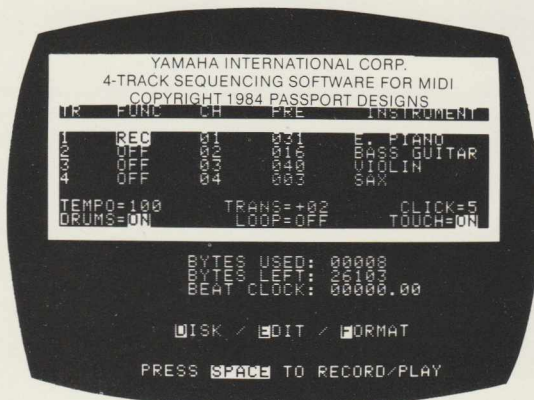 YAMAHA INTERNATIONAL CORP.
4-TRACK SEQUENCING SOFTWARE FOR MIDI
COPYRIGHT 1984 PASSPORT DESIGNS
TR FUNC CH PRE INSTRUMENT
1 REC 01 031 E. PIANO
2 OFF 02 016 BASS GUITAR
3 OFF 03 040 VIOLIN
4 OFF 04 003 SAX
TEMPO=100 TRANS=+02 CLICK=5
DRUMS=ON LOOP=OFF TOUCH=ON
BYTES USED: 00008
BYTES LEFT: 26103
BEAT CLOCK: 00000.00
DISK / EDIT / FORMAT
PRESS SPACE TO RECORD/PLAY